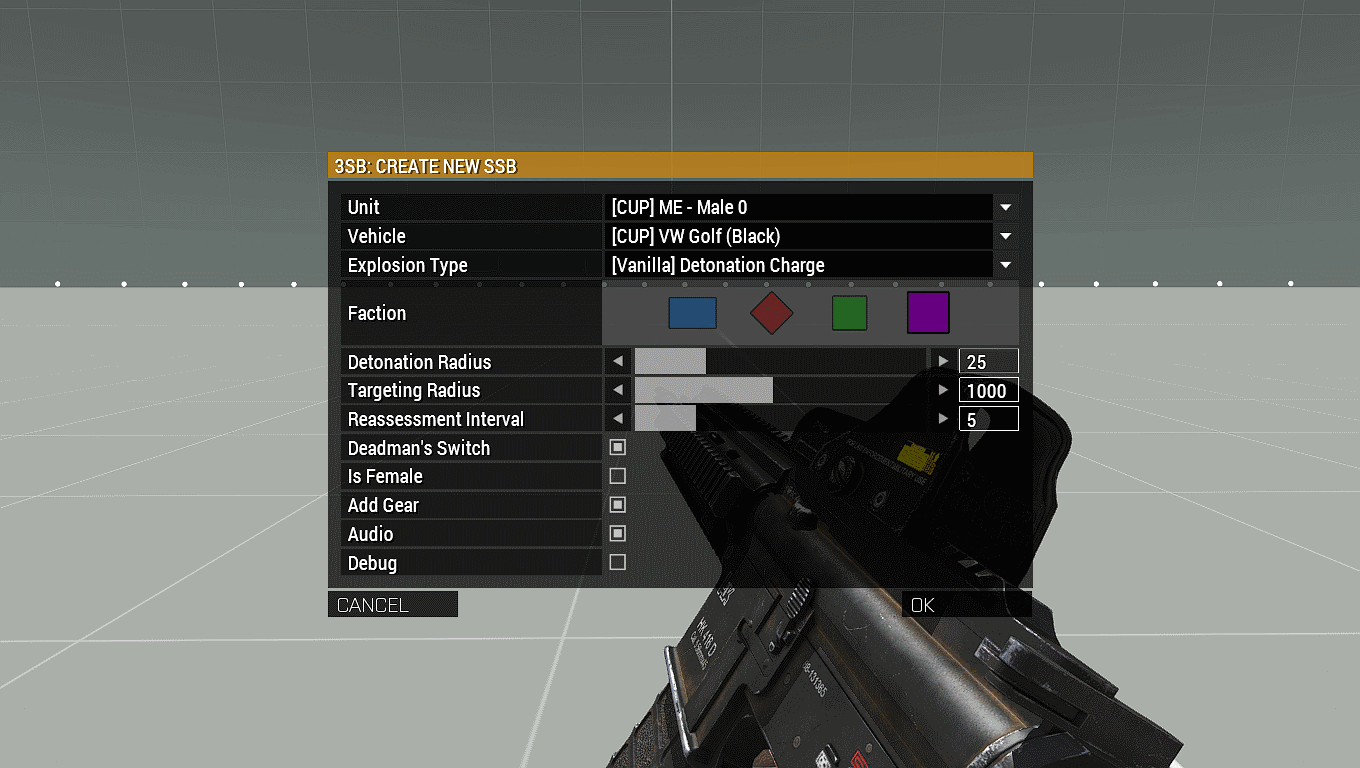 3SB: CREATE NEW SSB
Unit [CUP] ME - Male 0
Vehicle [CUP] VW Golf (Black)
Explosion Type [Vanilla] Detonation Charge
Faction
Detonation Radius 25
Targeting Radius 1000
Reassessment Interval 5
Deadman's Switch
Is Female
Add Gear
Audio
Debug
CANCEL OK
HK 416 D